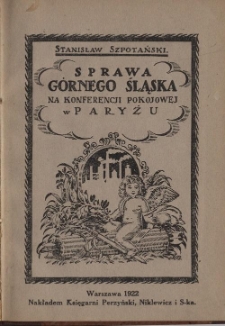 STANISŁAW SZPOTAŃSKI.
SPRAWA
GÓRNEGO ŚLĄSKA
NA KONFERENCJI POKOJOWEJ
w PARYŻU
Warszawa 1922
Nakładem Księgarni Perzyński, Niklewicz i S-ka.